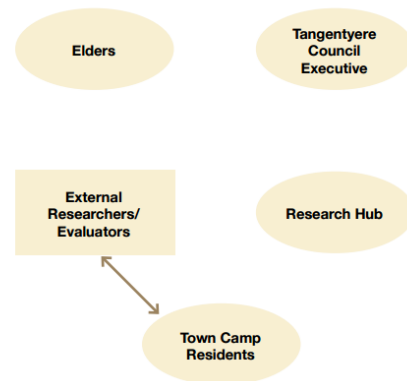 Elders
Tangentyere
Council
Executive
External
Researchers/
Evaluators
Research Hub
Town Camp
Residents